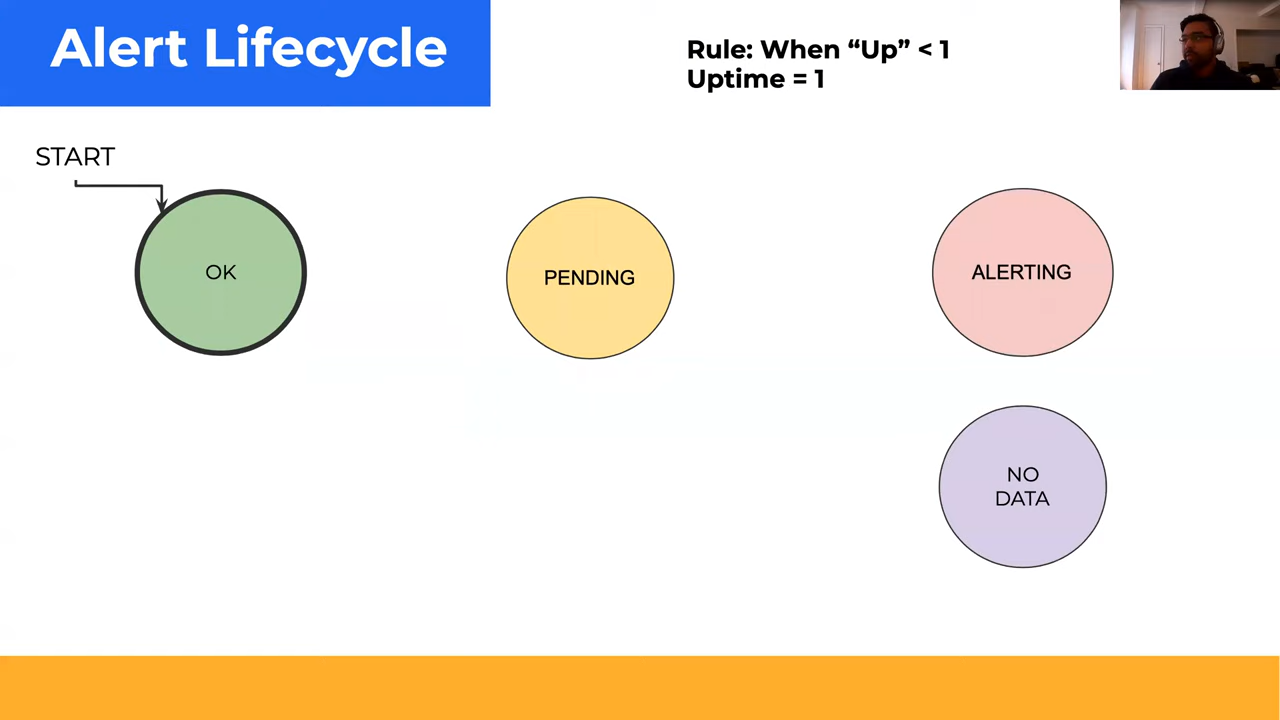 Alert Lifecycle
Rule: When “Up” < 1
Uptime = 1
START
OK
PENDING
ALERTING
NO
DATA